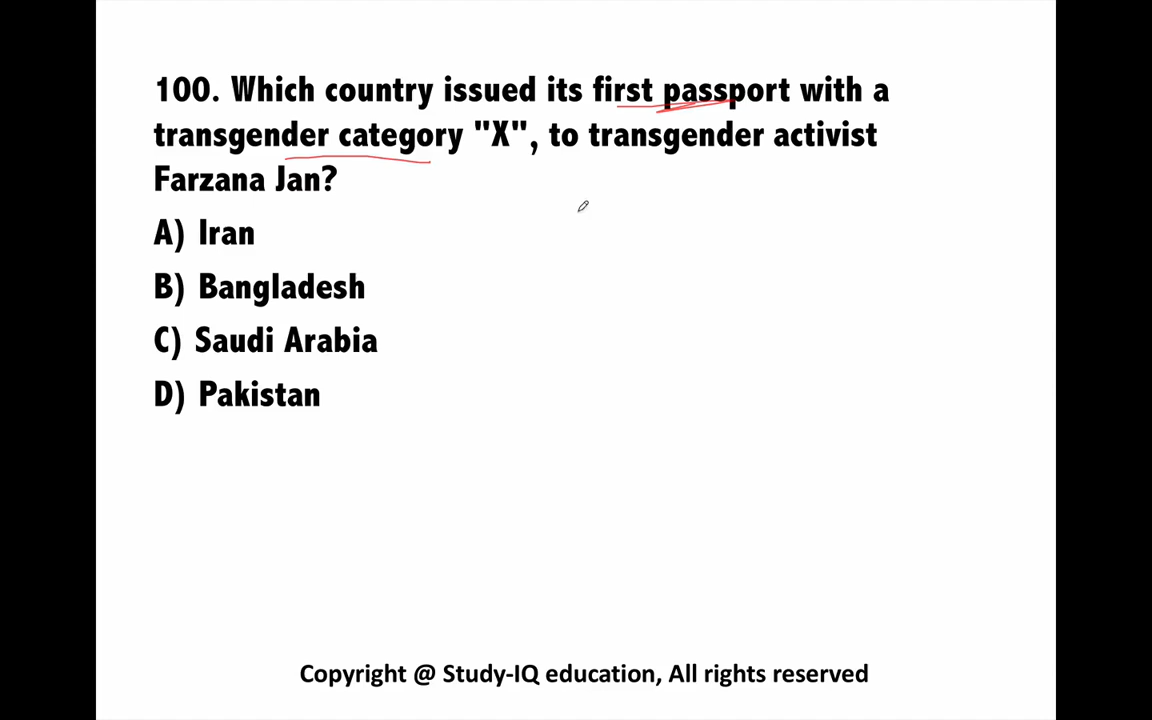 100. Which country issued its first passport with a
transgender category "X", to transgender activist
Farzana Jan?
A) Iran
B) Bangladesh
C) Saudi Arabia
D) Pakistan
Copyright @ Study-IQ education, All rights reserved